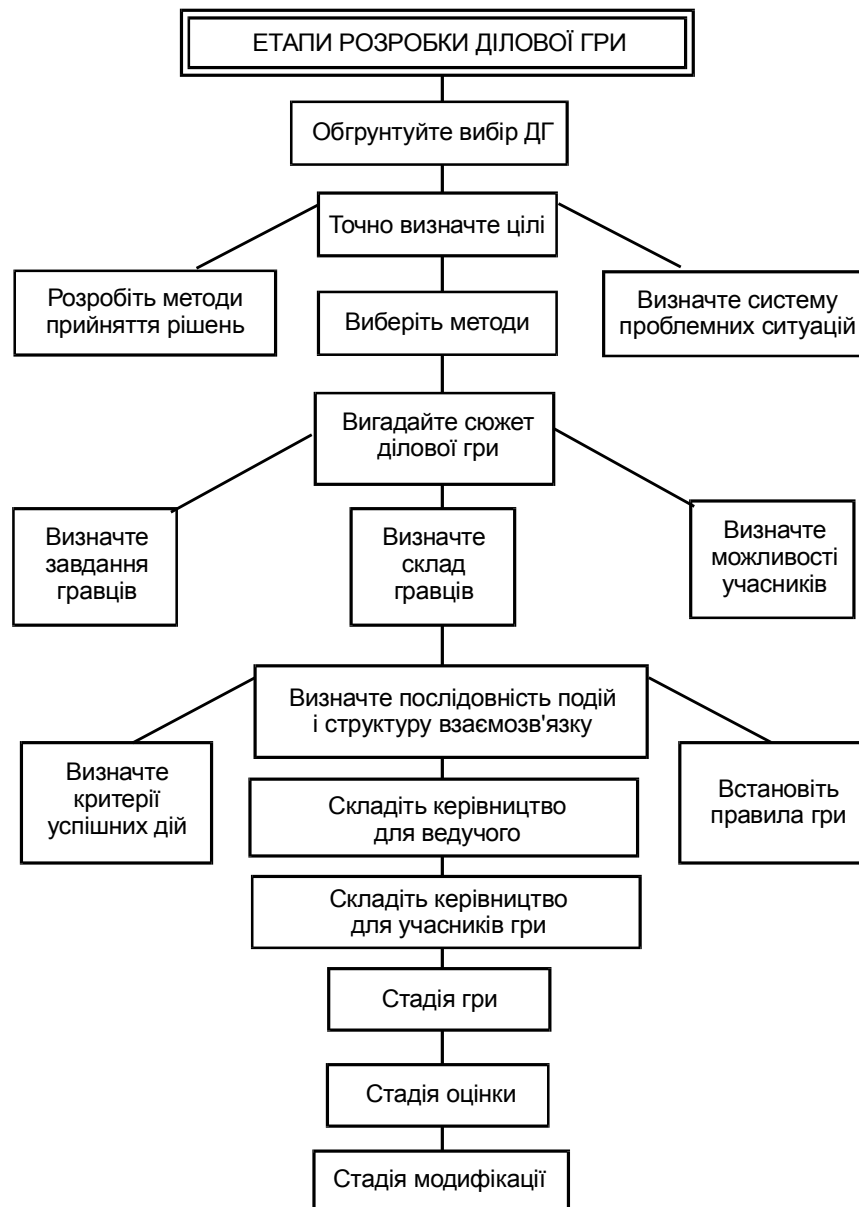 ЕТАПИ РОЗРОБКИ ДІЛОВОЇ ГРИ
Обгрунтуйте вибір ДГ
Точно визначте цілі
Розробіть методи
прийняття рішень
Виберіть методи
Визначте систему
проблемних ситуацій
Вигадайте сюжет
ділової гри
Визначте
завдання
гравців
Визначте
склад
гравців
Визначте
можливості
учасників
Визначте послідовність подій
і структуру взаємозв'язку
Визначте
критерії
успішних дій
Складіть керівництво
для ведучого
Встановіть
правила гри
Складіть керівництво
для учасників гри
Стадія гри
Стадія оцінки
Стадія модифікації